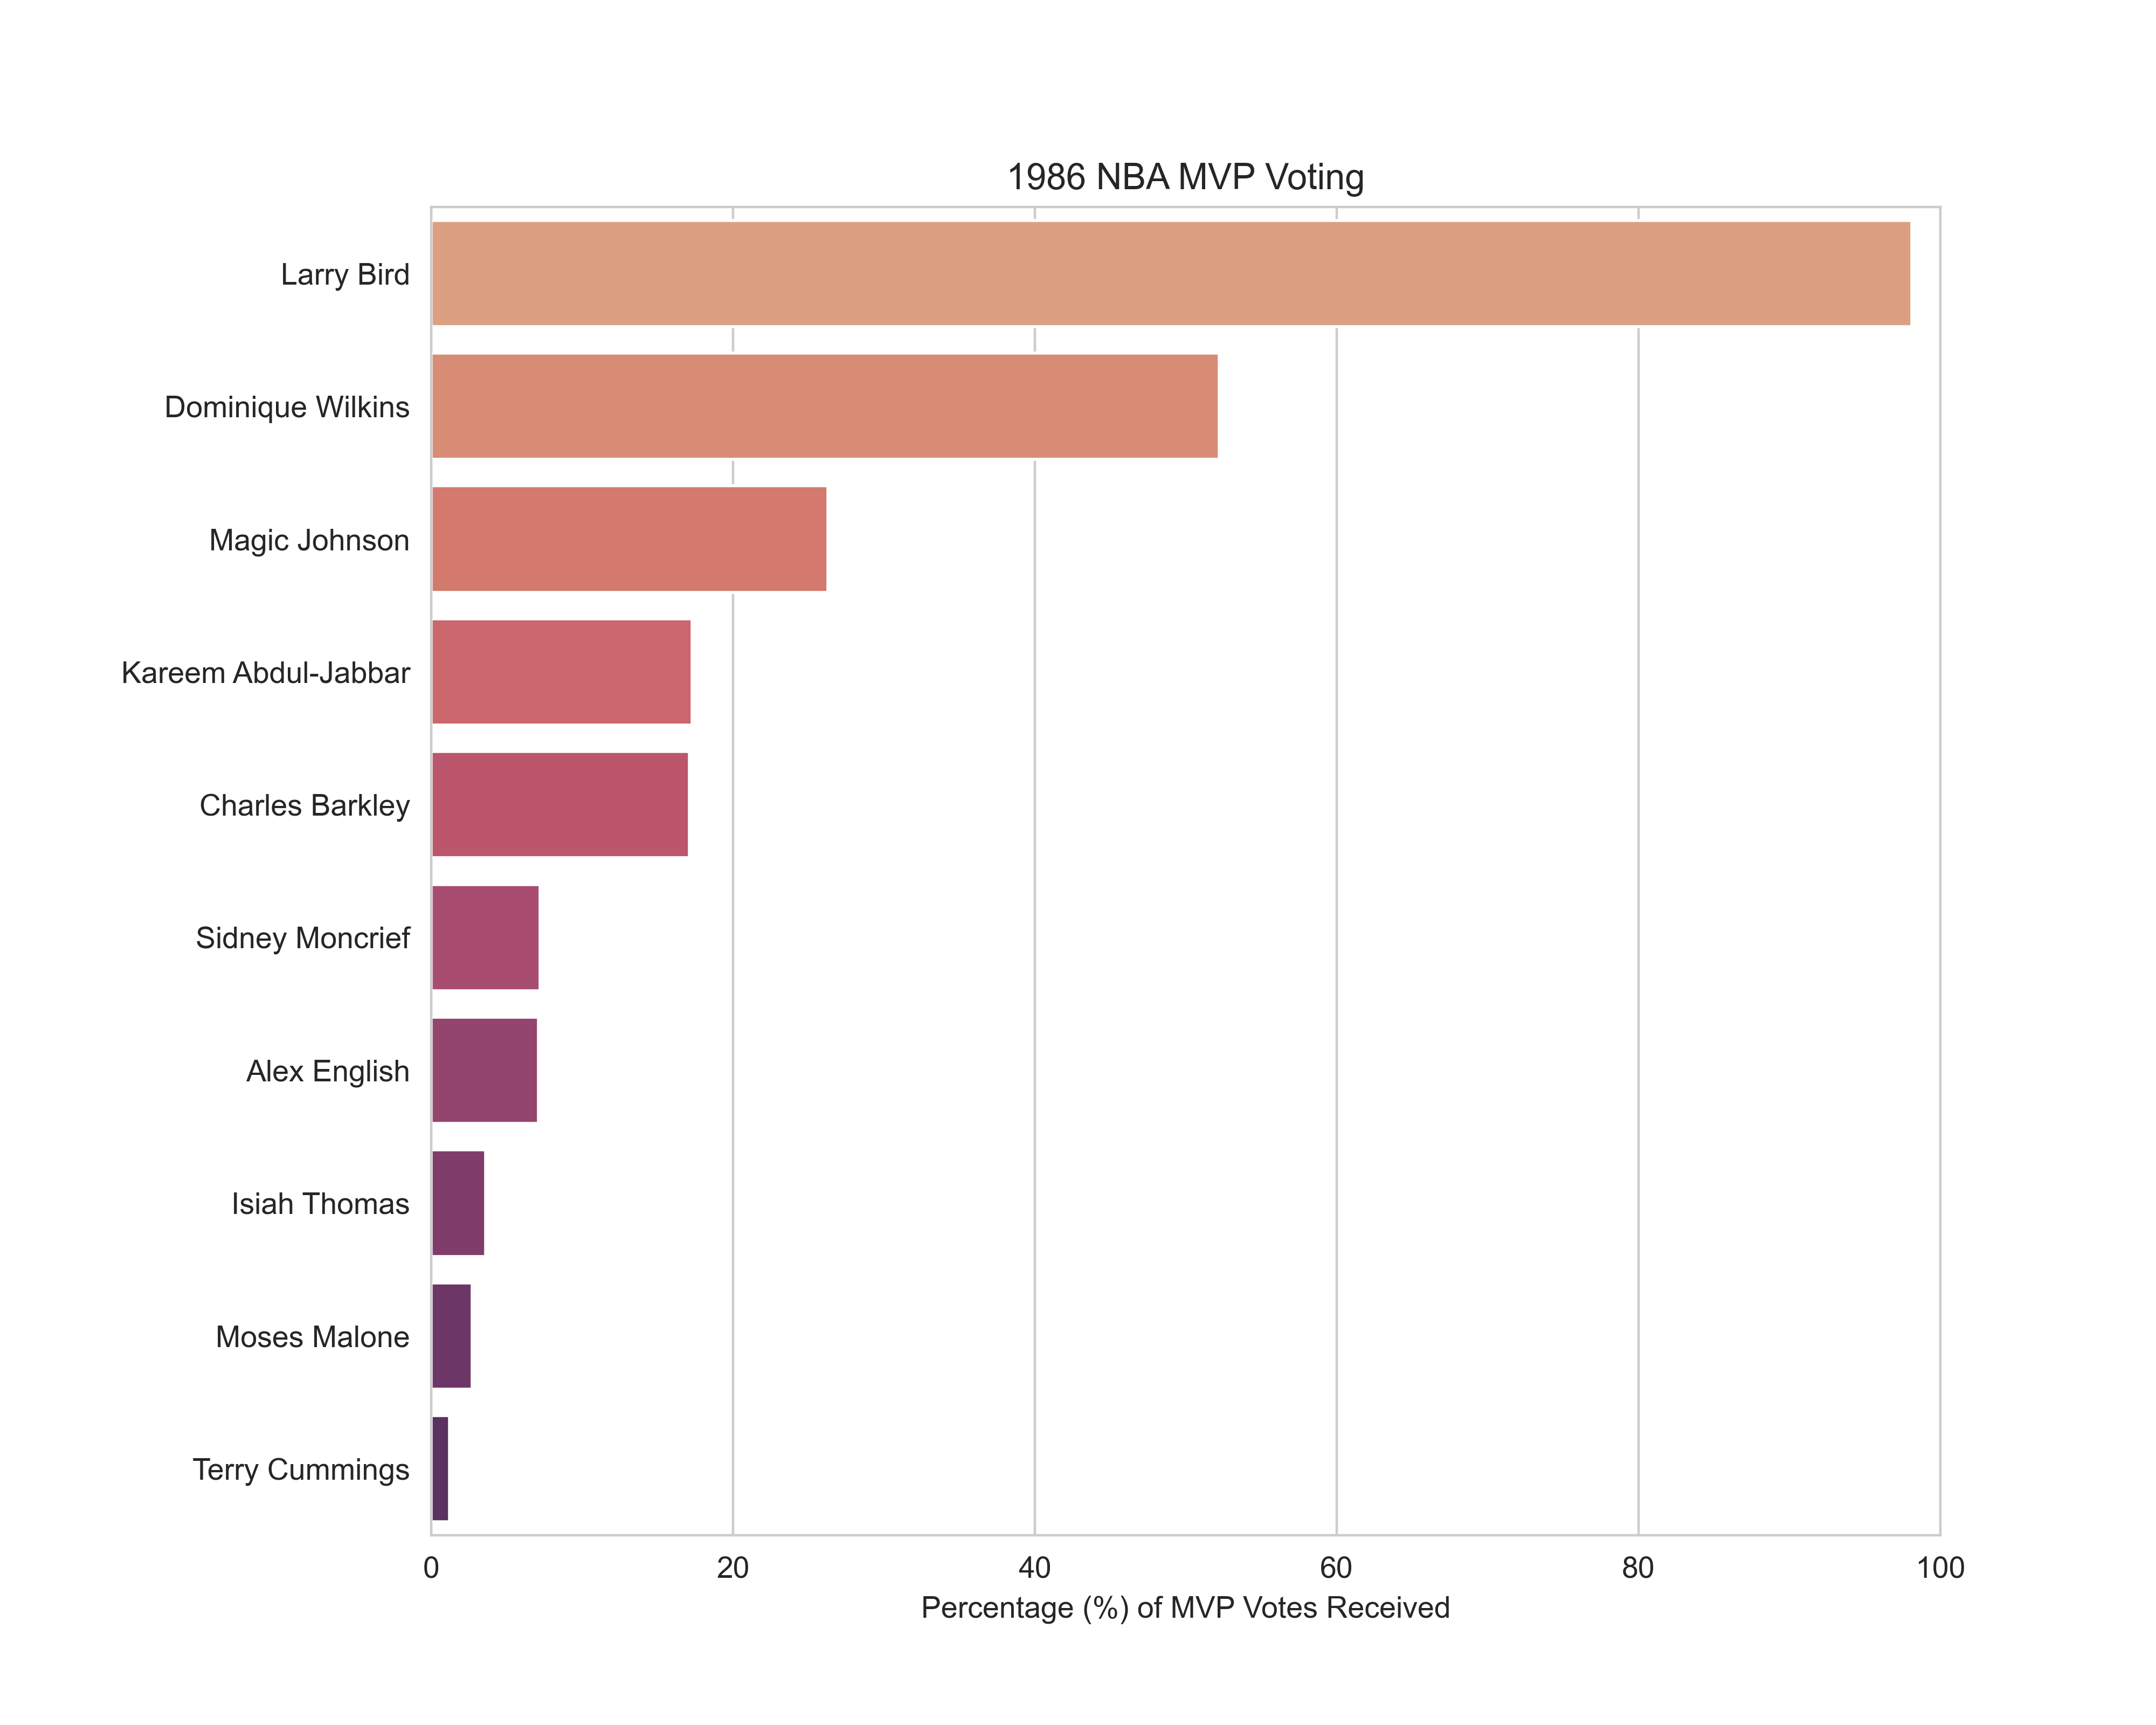 1986 NBA MVP Voting
Larry Bird
Dominique Wilkins
Magic Johnson
Kareem Abdul-Jabbar
Charles Barkley
Sidney Moncrief
Alex English
Isiah Thomas
Moses Malone
Terry Cummings
0 20 40 60 80 100
Percentage (%) of MVP Votes Received